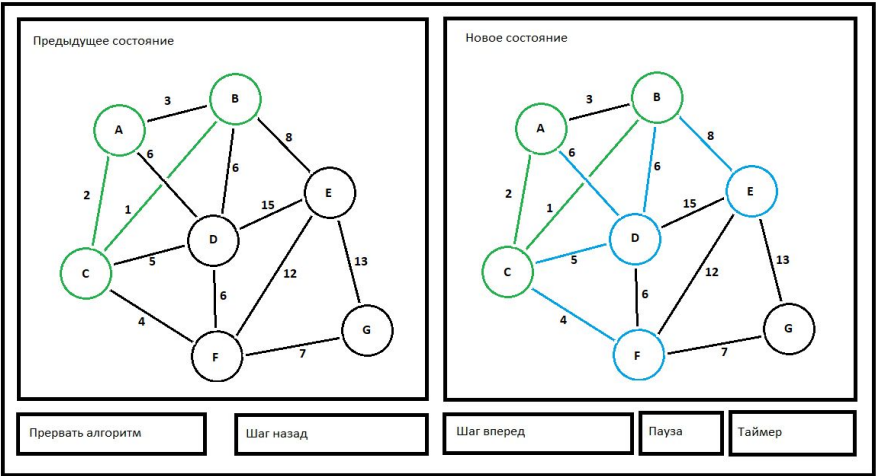 Предыдущее состояние
3
B
A
6
8
6
2
1
15
E
D
C
5
13
12
6
4
F
7
G
Новое состояние
3
B
A
6
8
6
2
1
15
E
D
C
5
13
12
6
4
F
7
G
Прервать алгоритм
Шаг назад
Шаг вперед
Пауза
Таймер